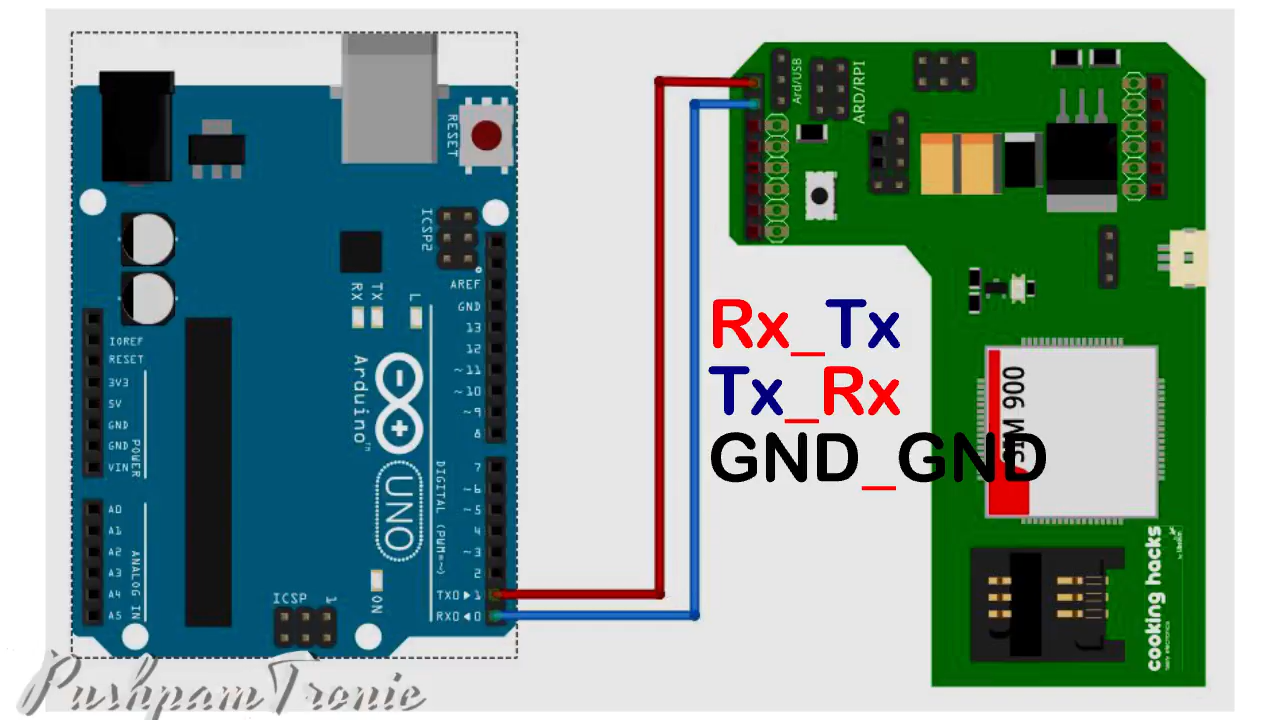 RESET
ICSP2
AREF
GND
13
12
~11
~10
~9
8
7
~6
~5
4
~3
2
TX0▶1
RX0◀0
DIGITAL (PWM=~)
RX
TX
L
Arduino™
UNO
ON
ICSP
1
IOREF
RESET
3V3
5V
GND
GND
VIN
POWER
A0
A1
A2
A3
A4
A5
ANALOG IN
Ard/USB
ARD/RPI
Rx_Tx
Tx_Rx
GND_GND
SIM 900
cooking hacks
PushpamTronic